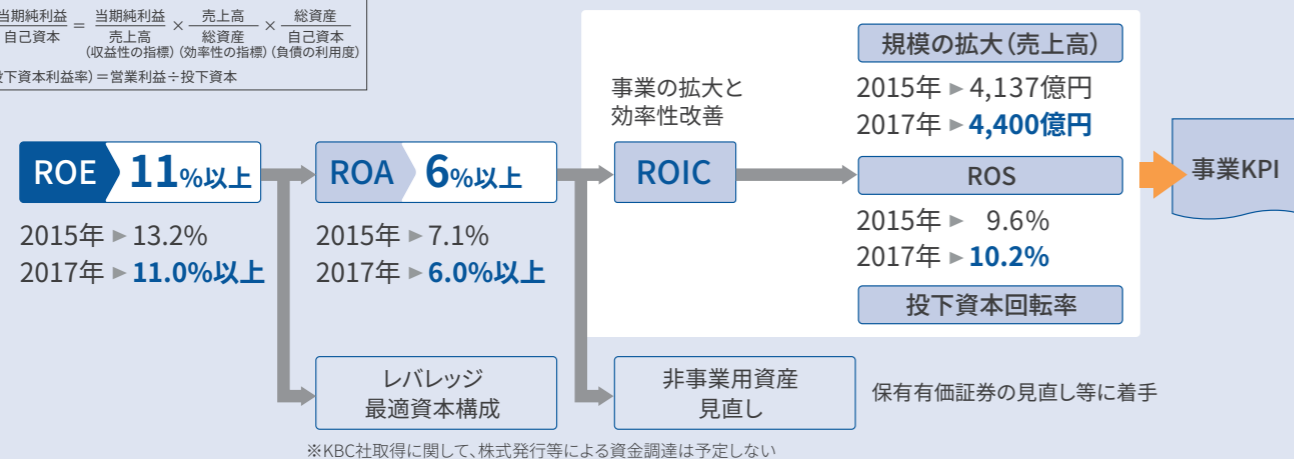 当期純利益 = 当期純利益 × 売上高 × 総資産
自己資本 売上高 総資産 自己資本
(収益性の指標)(効率性の指標)(負債の利用度)
下資本利益率)=営業利益÷投下資本
事業の拡大と
効率性改善
規模の拡大(売上高)
2015年 ► 4,137億円
2017年 ► 4,400億円
ROE 11%以上
ROA 6%以上
ROIC
ROS
事業KPI
2015年 ► 13.2%
2017年 ► 11.0%以上
2015年 ► 7.1%
2017年 ► 6.0%以上
2015年 ► 9.6%
2017年 ► 10.2%
投下資本回転率
レバレッジ
最適資本構成
非事業用資産
見直し
保有有価証券の見直し等に着手
※KBC社取得に関して、株式発行等による資金調達は予定しない